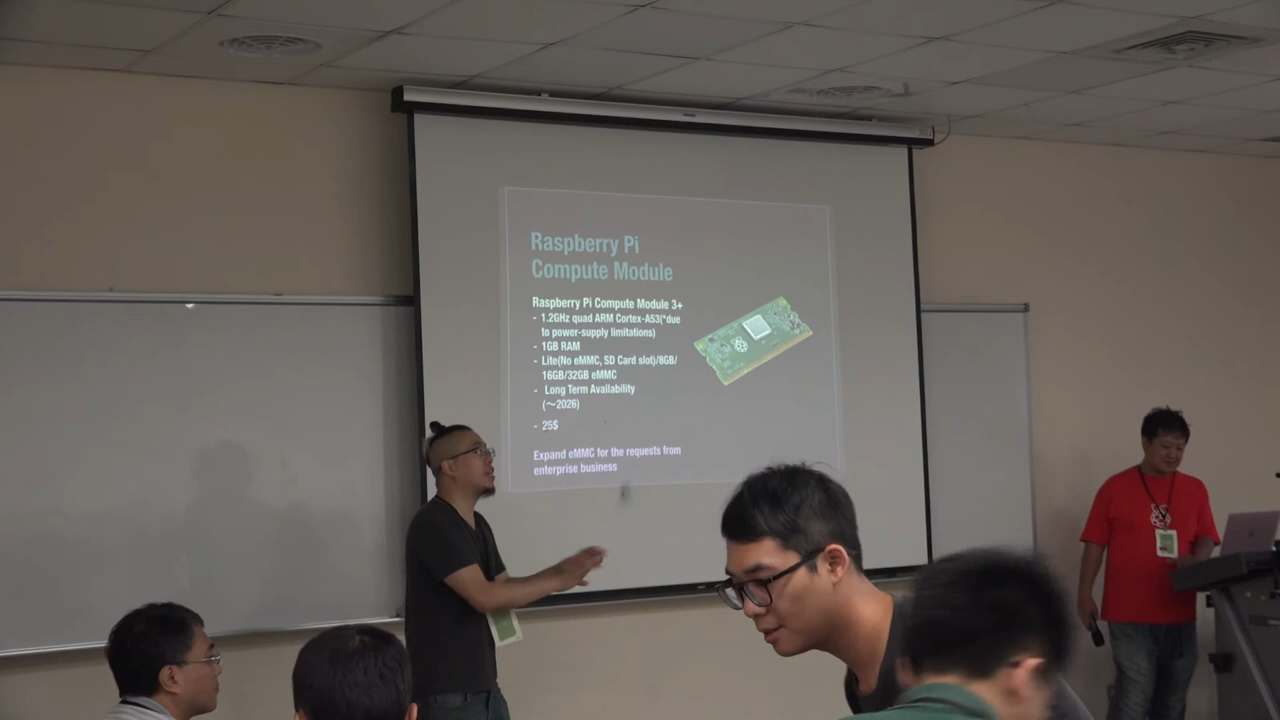 Raspberry Pi
Compute Module
Raspberry Pi Compute Module 3+
- 1.2GHz quad ARM Cortex-A53(*due
to power-supply limitations)
- 1GB RAM
- Lite(No eMMC, SD Card slot)/8GB/
16GB/32GB eMMC
- Long Term Availability
(〜2026)
- 25$
Expand eMMC for the requests from
enterprise business